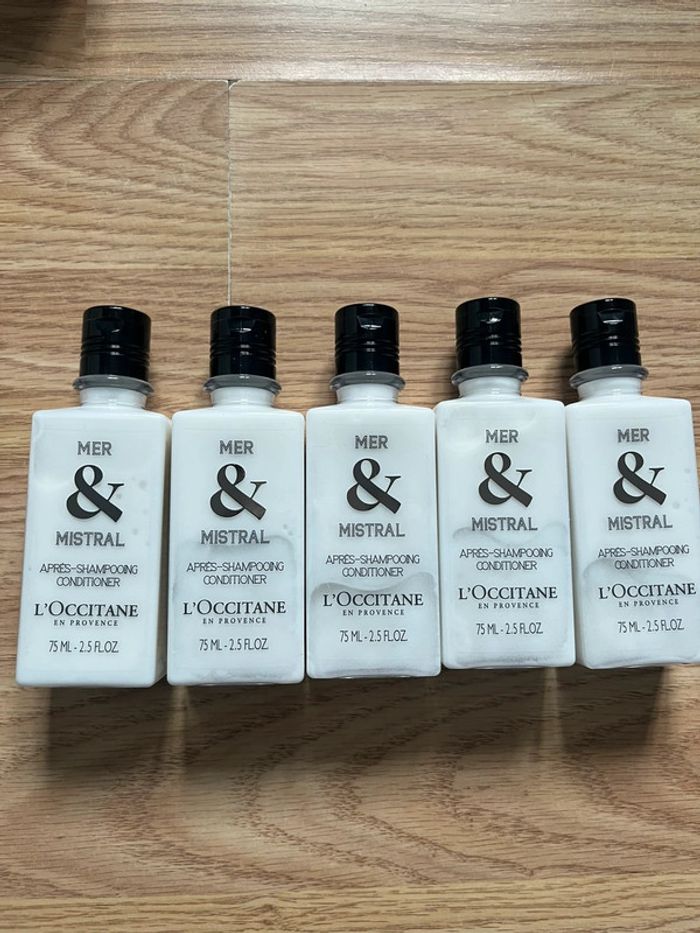 MER
&
MISTRAL
APRÈS-SHAMPOOING
CONDITIONER
L'OCCITANE
EN PROVENCE
75 ML - 2.5 FL.OZ.
MER
&
MISTRAL
APRÈS-SHAMPOOING
CONDITIONER
L'OCCITANE
EN PROVENCE
75 ML - 2.5 FL.OZ.
MER
&
MISTRAL
APRÈS-SHAMPOOING
CONDITIONER
L'OCCITANE
EN PROVENCE
75 ML - 2.5 FL.OZ.
MER
&
MISTRAL
APRÈS-SHAMPOOING
CONDITIONER
L'OCCITANE
EN PROVENCE
75 ML - 2.5 FL.OZ.
MER
&
MISTRAL
APRÈS-SHAMPOOING
CONDITIONER
L'OCCITANE
EN PROVENCE
75 ML - 2.5 FL.OZ.